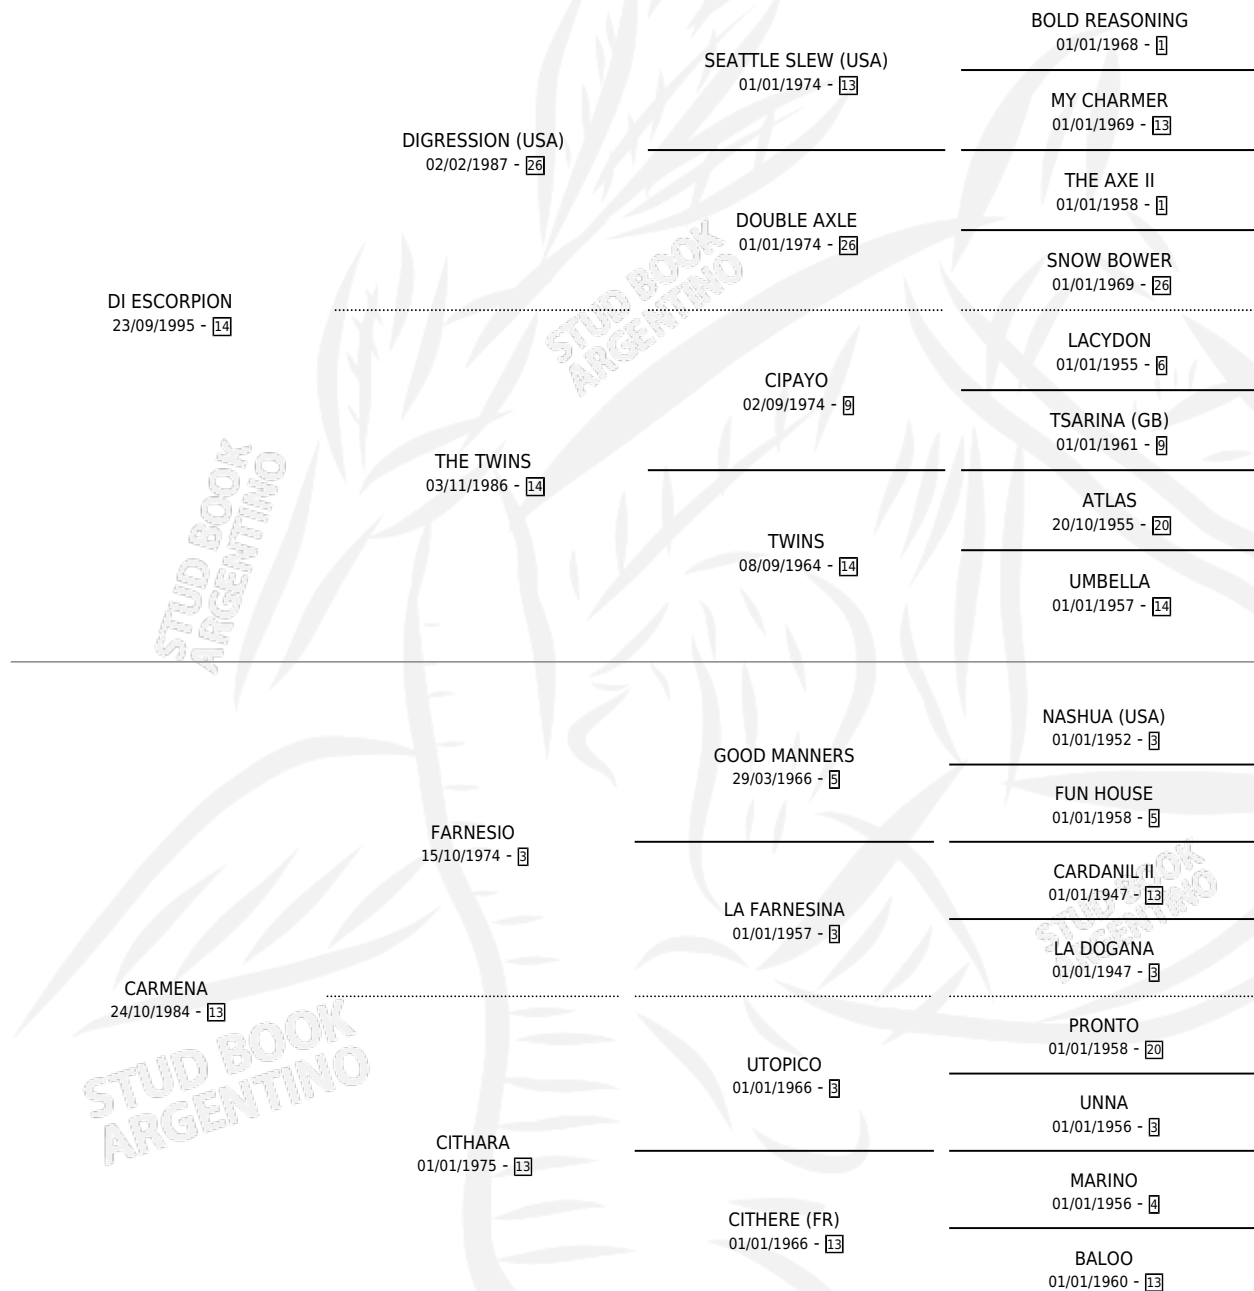 BOLD REASONING
01/01/1968 - 1
SEATTLE SLEW (USA)
01/01/1974 - 13
MY CHARMER
01/01/1969 - 13
DIGRESSION (USA)
02/02/1987 - 26
THE AXE II
01/01/1958 - 1
DOUBLE AXLE
01/01/1974 - 26
SNOW BOWER
01/01/1969 - 26
DI ESCORPION
23/09/1995 - 14
LACYDON
01/01/1955 - 6
CIPAYO
02/09/1974 - 9
TSARINA (GB)
01/01/1961 - 9
THE TWINS
03/11/1986 - 14
ATLAS
20/10/1955 - 20
TWINS
08/09/1964 - 14
UMBELLA
01/01/1957 - 14
NASHUA (USA)
01/01/1952 - 3
GOOD MANNERS
29/03/1966 - 5
FUN HOUSE
01/01/1958 - 5
FARNESIO
15/10/1974 - 3
CARDANIL II
01/01/1947 - 13
LA FARNESINA
01/01/1957 - 3
LA DOGANA
01/01/1947 - 3
CARMENA
24/10/1984 - 13
PRONTO
01/01/1958 - 20
UTOPICO
01/01/1966 - 3
UNNA
01/01/1956 - 3
CITHARA
01/01/1975 - 13
MARINO
01/01/1956 - 4
CITHERE (FR)
01/01/1966 - 13
BALOO
01/01/1960 - 13
STUD BOOK
ARGENTINO
STUD BOOK
ARGENTINO
STUD BOOK
ARGENTINO
STUD BOOK
ARGENTINO